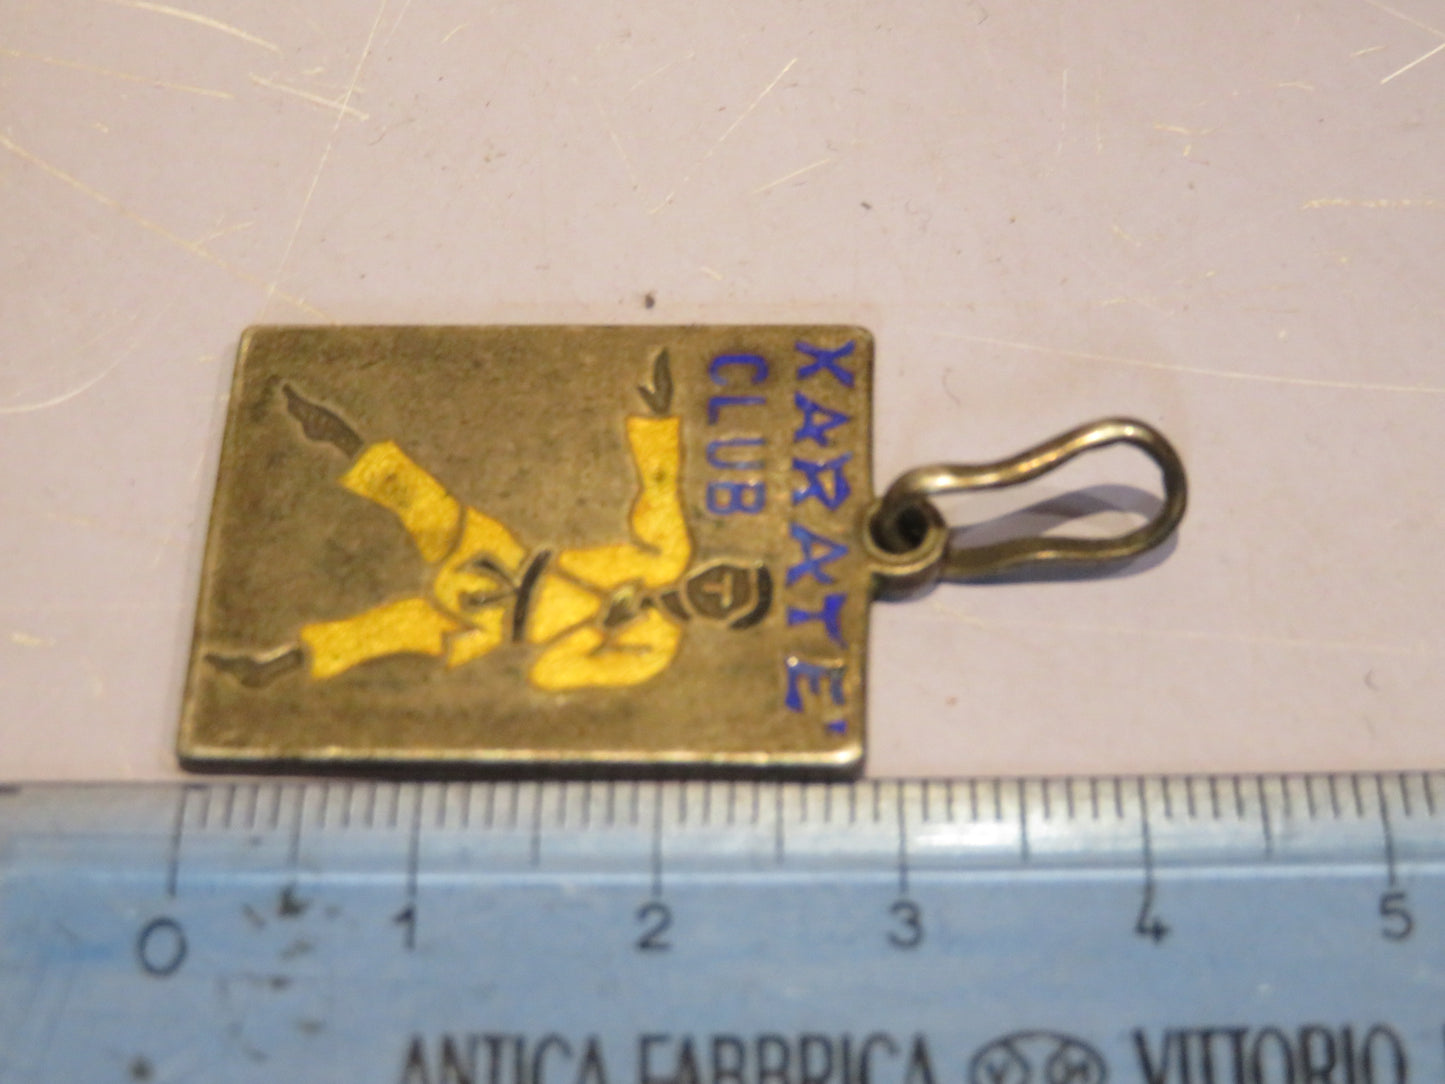 KARATE'
CLUB
0 1 2 3 4 5
ANTICA FABBRICA VITTORIO